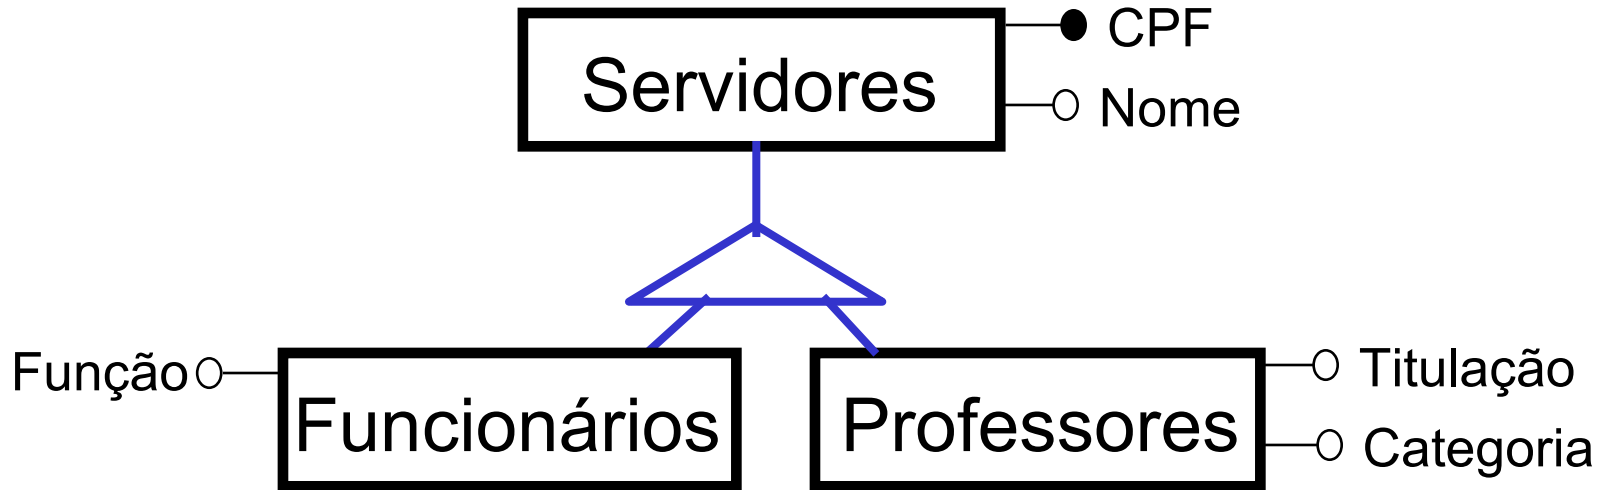 CPF
Servidores
Nome
Função
Titulação
Funcionários
Professores
Categoria